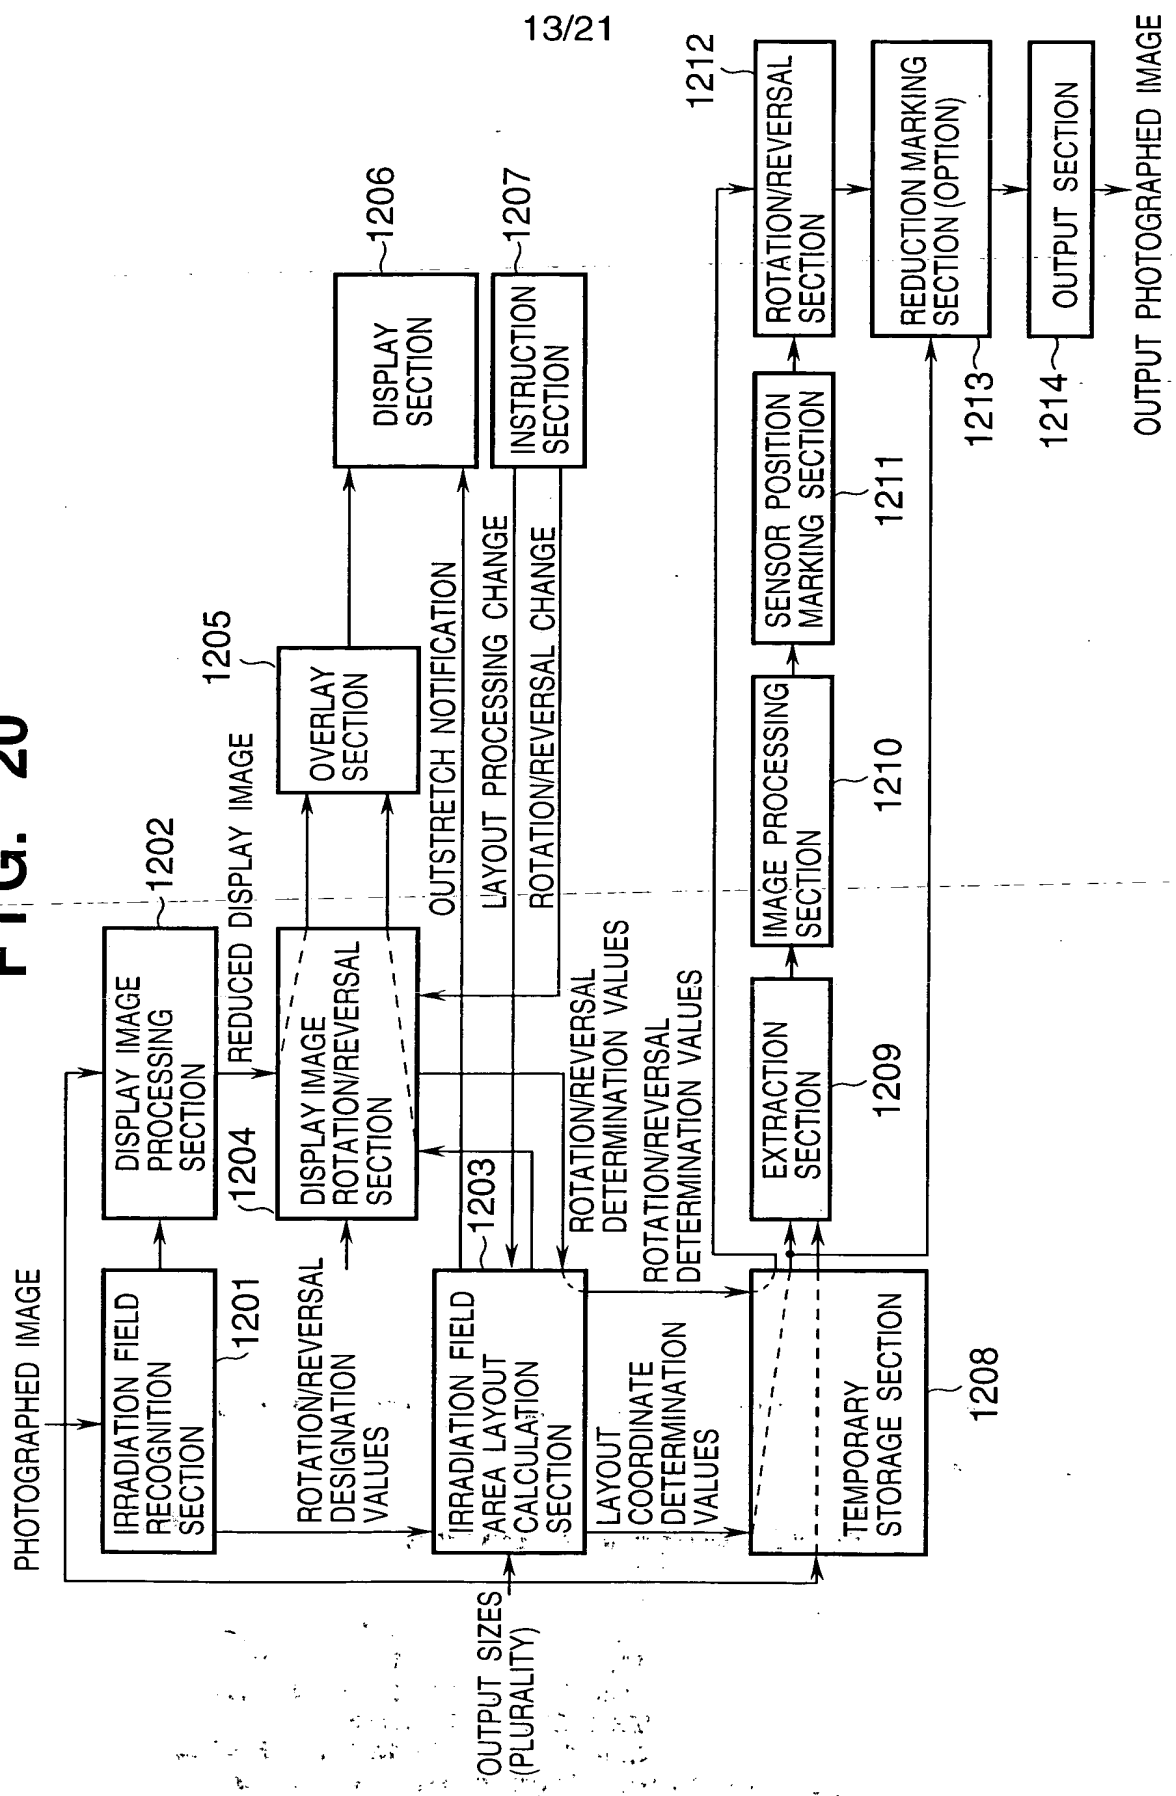 13/21
FIG. 20
PHOTOGRAPHED IMAGE
IRRADIATION FIELD
RECOGNITION
SECTION
1201
DISPLAY IMAGE
PROCESSING
SECTION
1202
REDUCED DISPLAY IMAGE
ROTATION/REVERSAL
DESIGNATION
VALUES
1204
DISPLAY IMAGE
ROTATION/REVERSAL
SECTION
OVERLAY
SECTION
1205
DISPLAY
SECTION
1206
OUTSTRETCH NOTIFICATION
LAYOUT PROCESSING CHANGE
ROTATION/REVERSAL CHANGE
INSTRUCTION
SECTION
1207
OUTPUT SIZES
(PLURALITY)
IRRADIATION FIELD
AREA LAYOUT
CALCULATION
SECTION
1203
ROTATION/REVERSAL
DETERMINATION VALUES
ROTATION/REVERSAL
DETERMINATION VALUES
LAYOUT
COORDINATE
DETERMINATION
VALUES
TEMPORARY
STORAGE SECTION
1208
EXTRACTION
SECTION
1209
IMAGE PROCESSING
SECTION
1210
SENSOR POSITION
MARKING SECTION
1211
ROTATION/REVERSAL
SECTION
1212
REDUCTION MARKING
SECTION (OPTION)
1213
OUTPUT SECTION
1214
OUTPUT PHOTOGRAPHED IMAGE